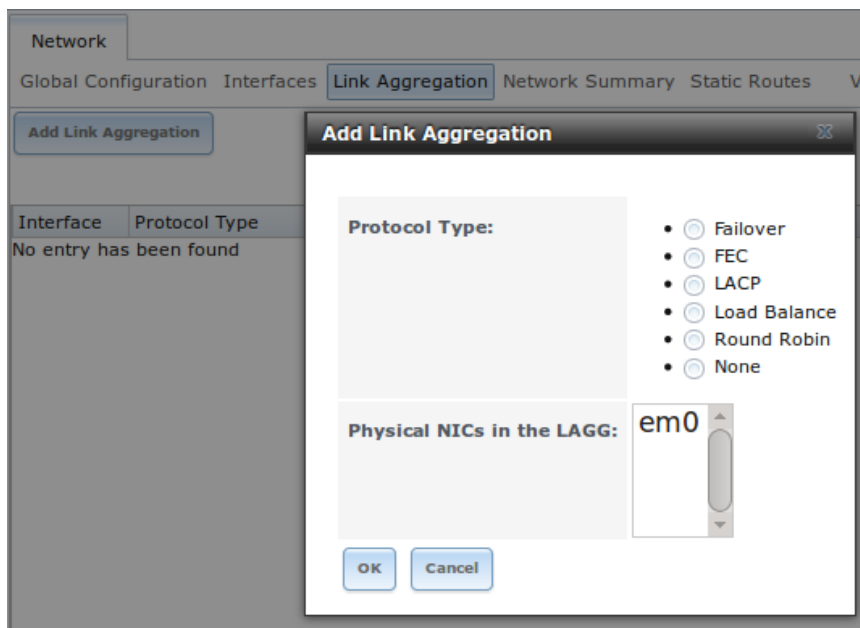 Network
Global Configuration Interfaces Link Aggregation Network Summary Static Routes V
Add Link Aggregation
Add Link Aggregation
Interface Protocol Type
No entry has been found
Protocol Type:
Failover
FEC
LACP
Load Balance
Round Robin
None
Physical NICs in the LAGG:
em0
OK Cancel